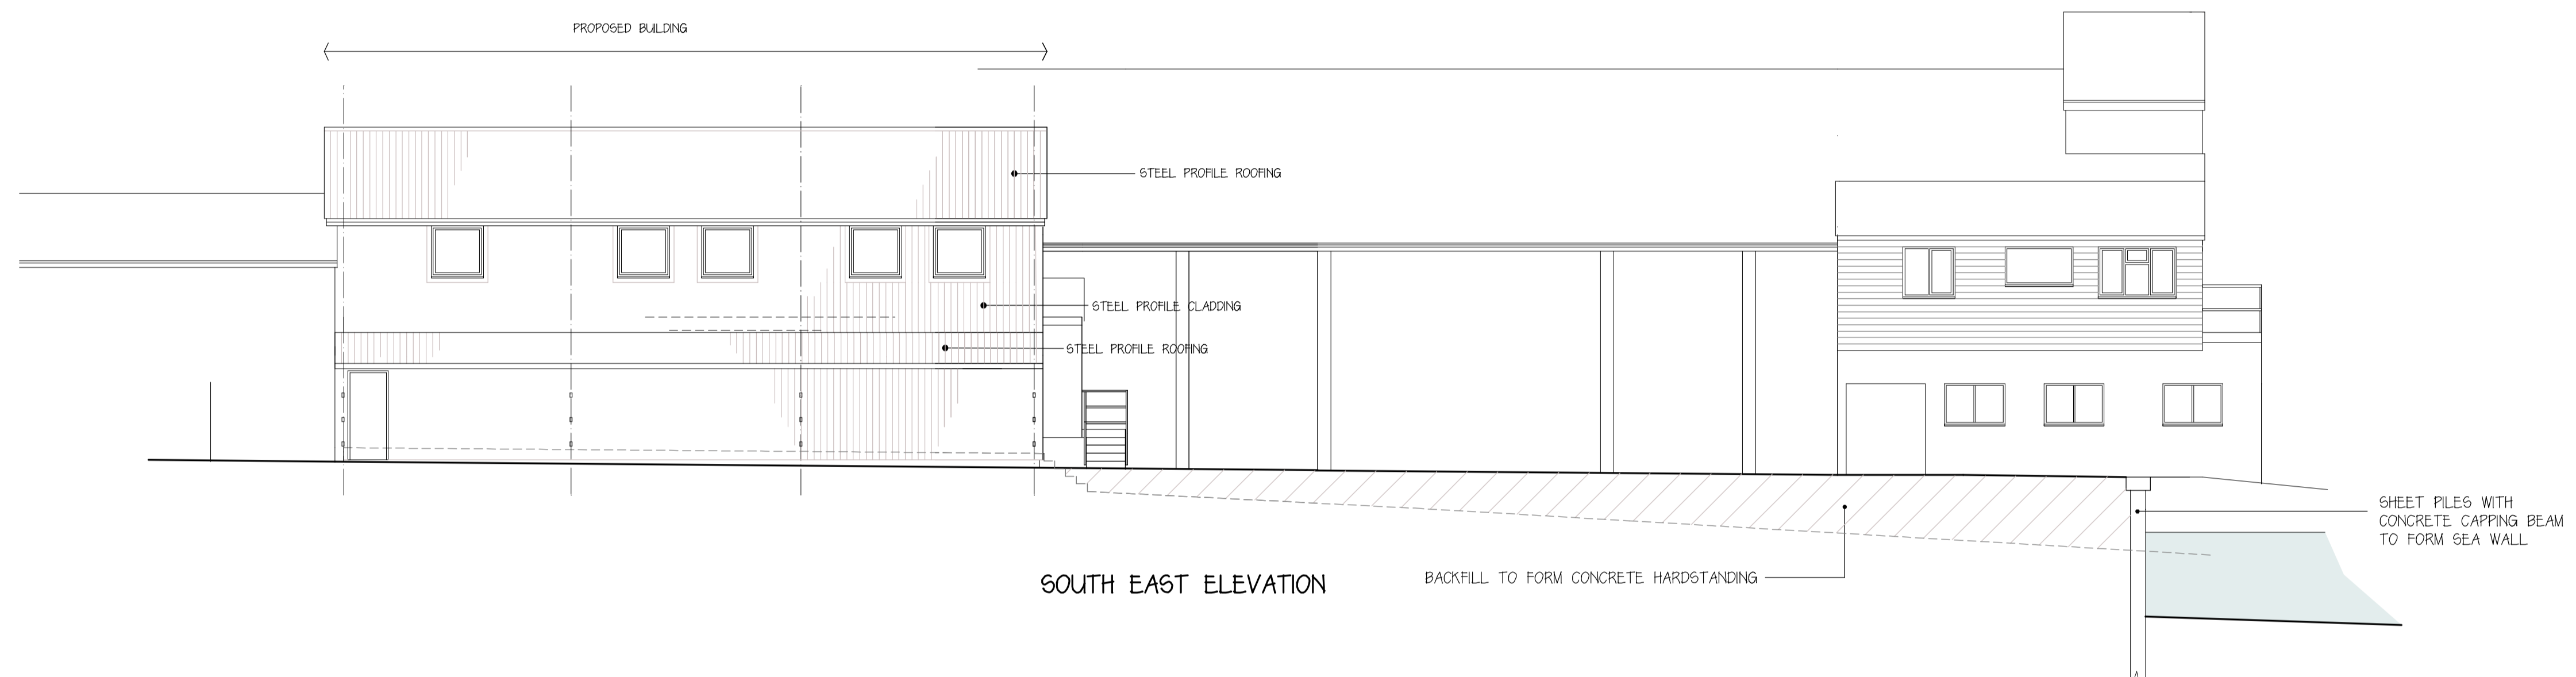 PROPOSED BUILDING
STEEL PROFILE ROOFING
STEEL PROFILE CLADDING
STEEL PROFILE ROOFING
SHEET PILES WITH
CONCRETE CAPPING BEAM
TO FORM SEA WALL
BACKFILL TO FORM CONCRETE HARDSTANDING
SOUTH EAST ELEVATION